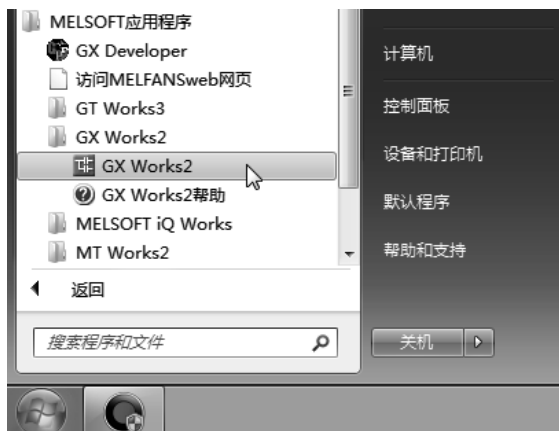 MELSOFT应用程序
GX Developer
访问MELFANSweb网页
GT Works3
GX Works2
GX Works2
GX Works2帮助
MELSOFT iQ Works
MT Works2
返回
搜索程序和文件
计算机
控制面板
设备和打印机
默认程序
帮助和支持
关机